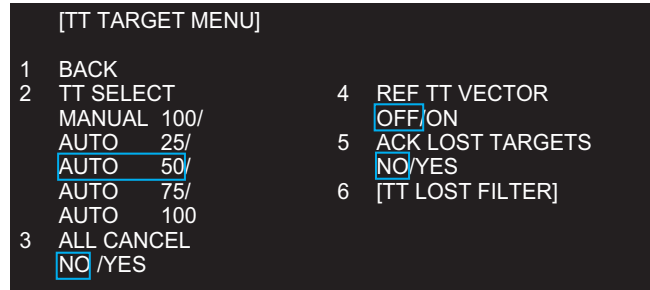 [TT TARGET MENU]
1 BACK
2 TT SELECT
MANUAL 100/
AUTO 25/
AUTO 50/
AUTO 75/
AUTO 100
3 ALL CANCEL
NO /YES
4 REF TT VECTOR
OFF/ON
5 ACK LOST TARGETS
NO/YES
6 [TT LOST FILTER]